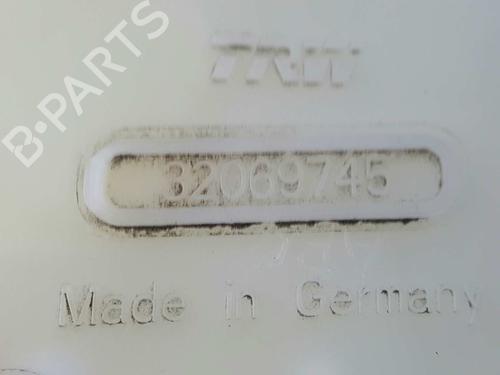 B-PARTS
TRW
32069745
Made in Germany